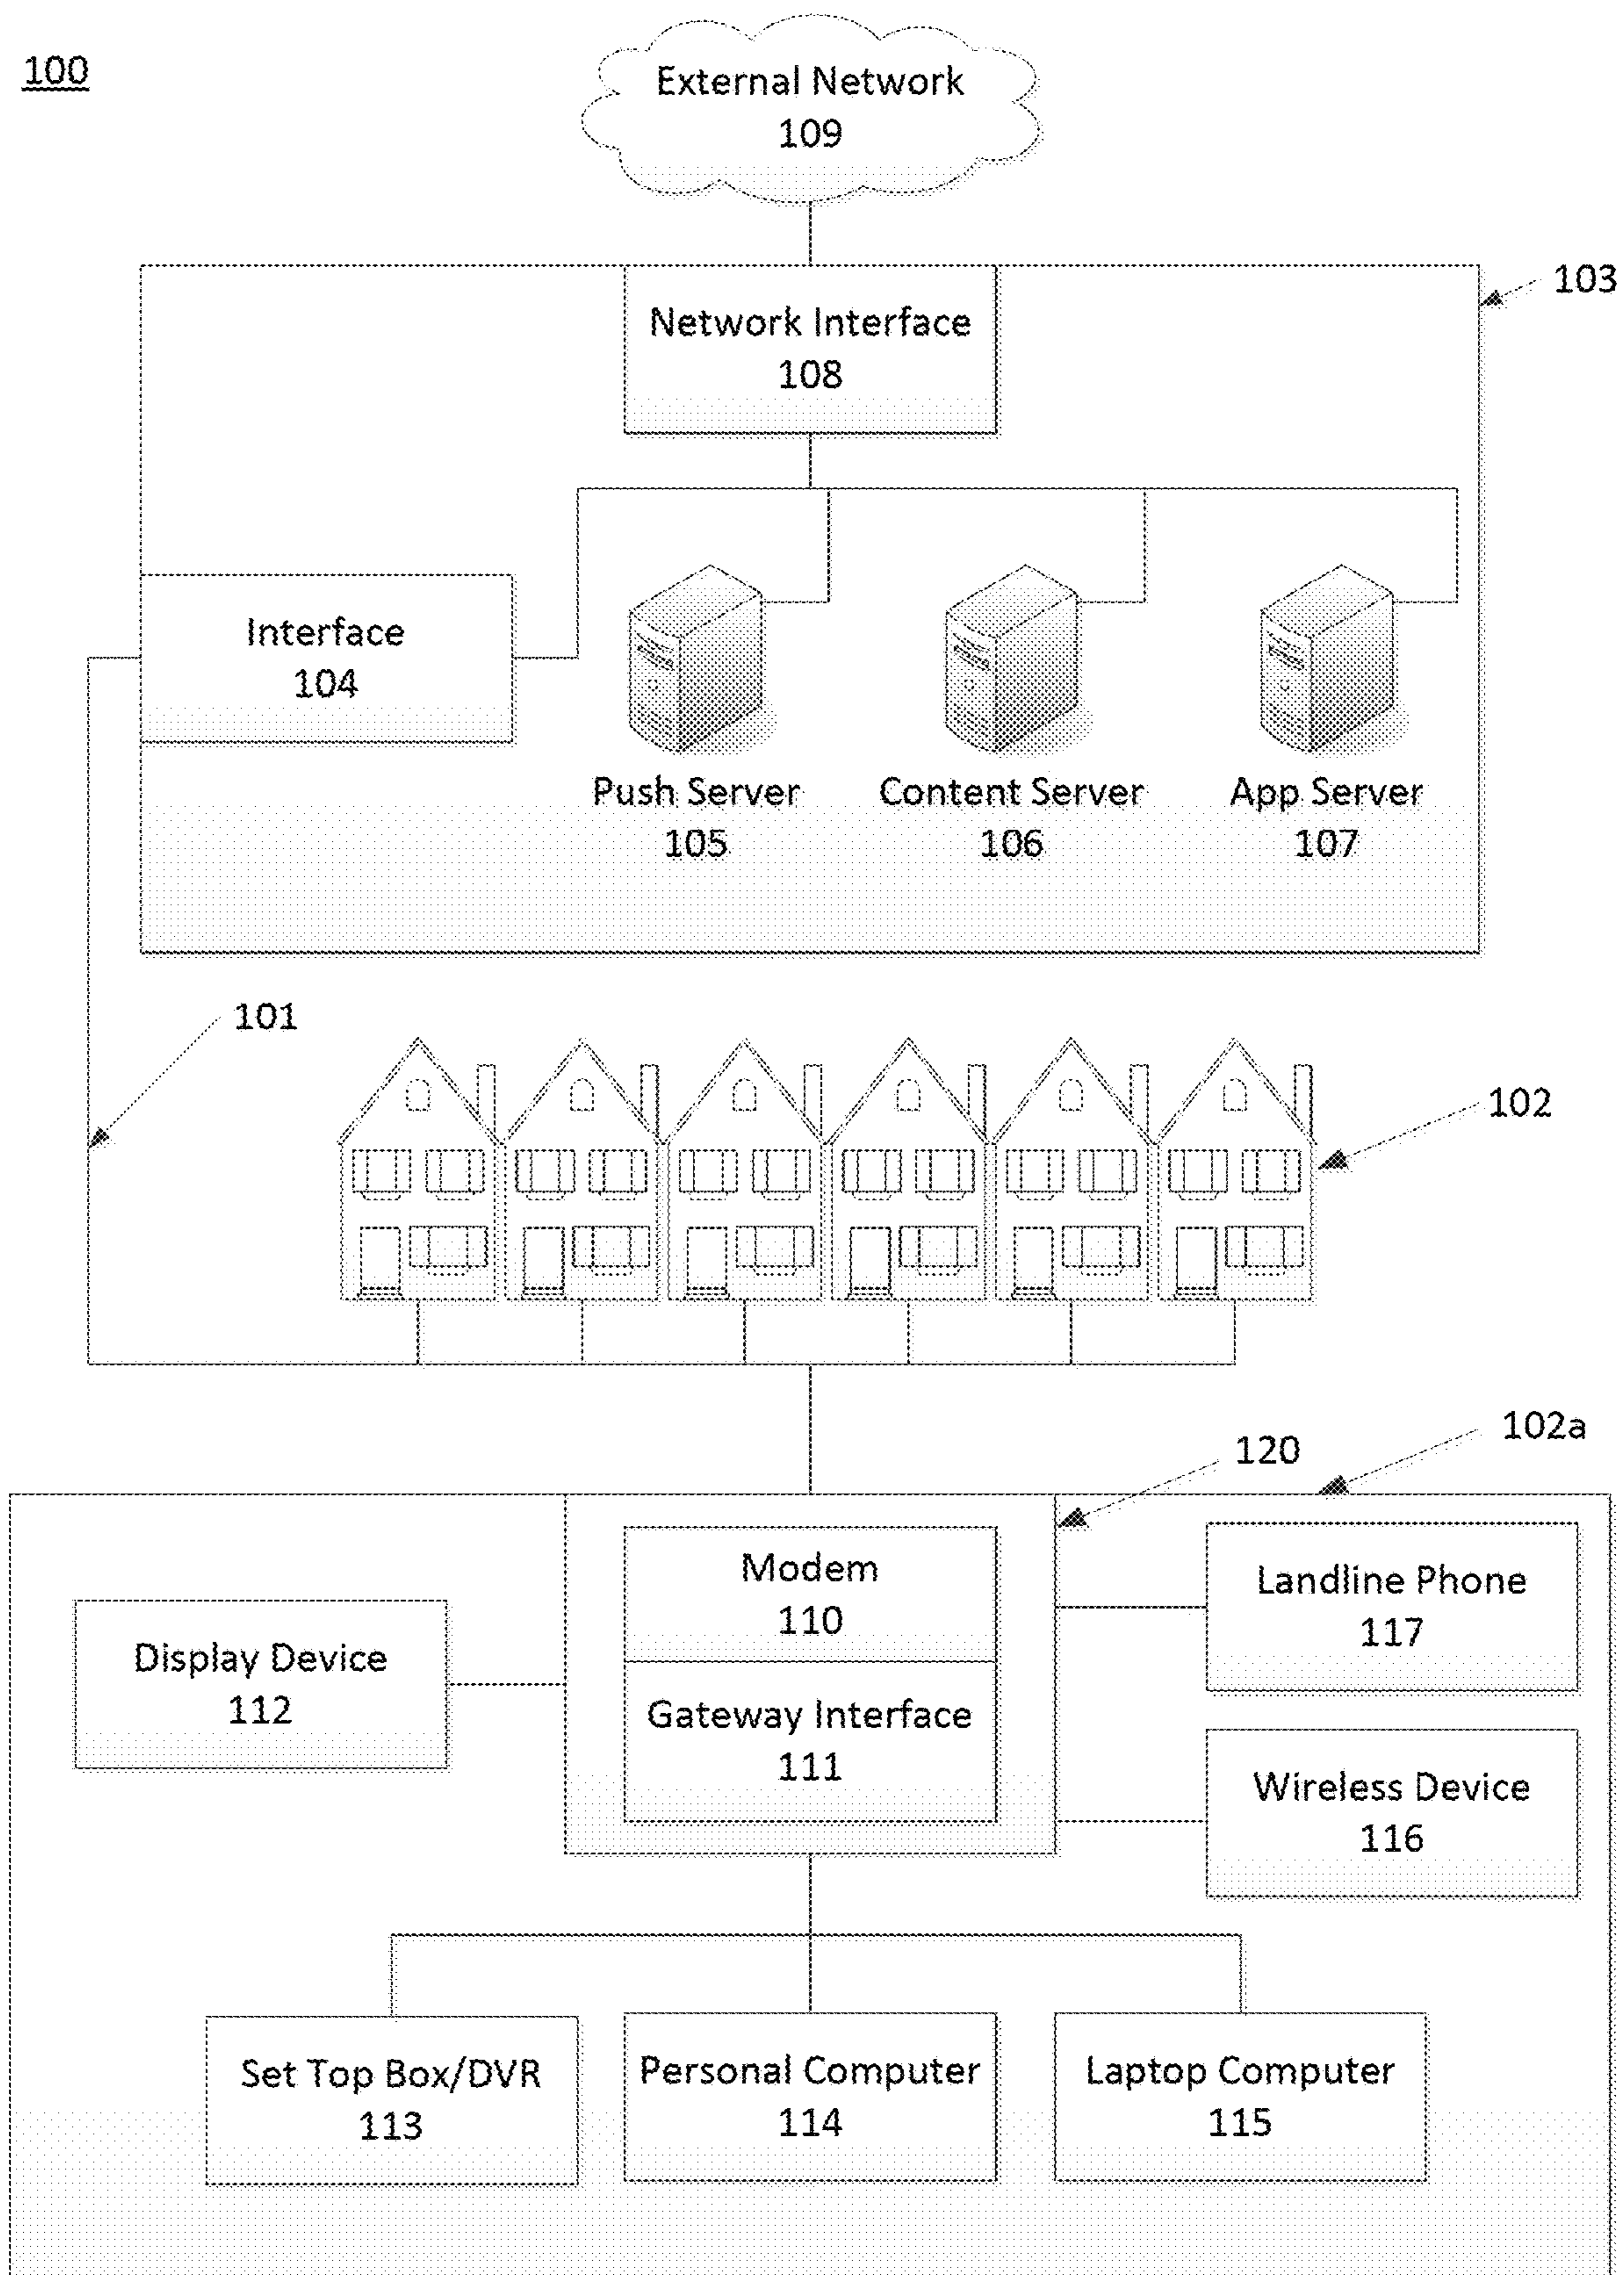 100
External Network
109
103
Network Interface
108
Interface
104
Push Server
105
Content Server
106
App Server
107
101
102
102a
120
Modem
110
Landline Phone
117
Display Device
112
Gateway Interface
111
Wireless Device
116
Set Top Box/DVR
113
Personal Computer
114
Laptop Computer
115